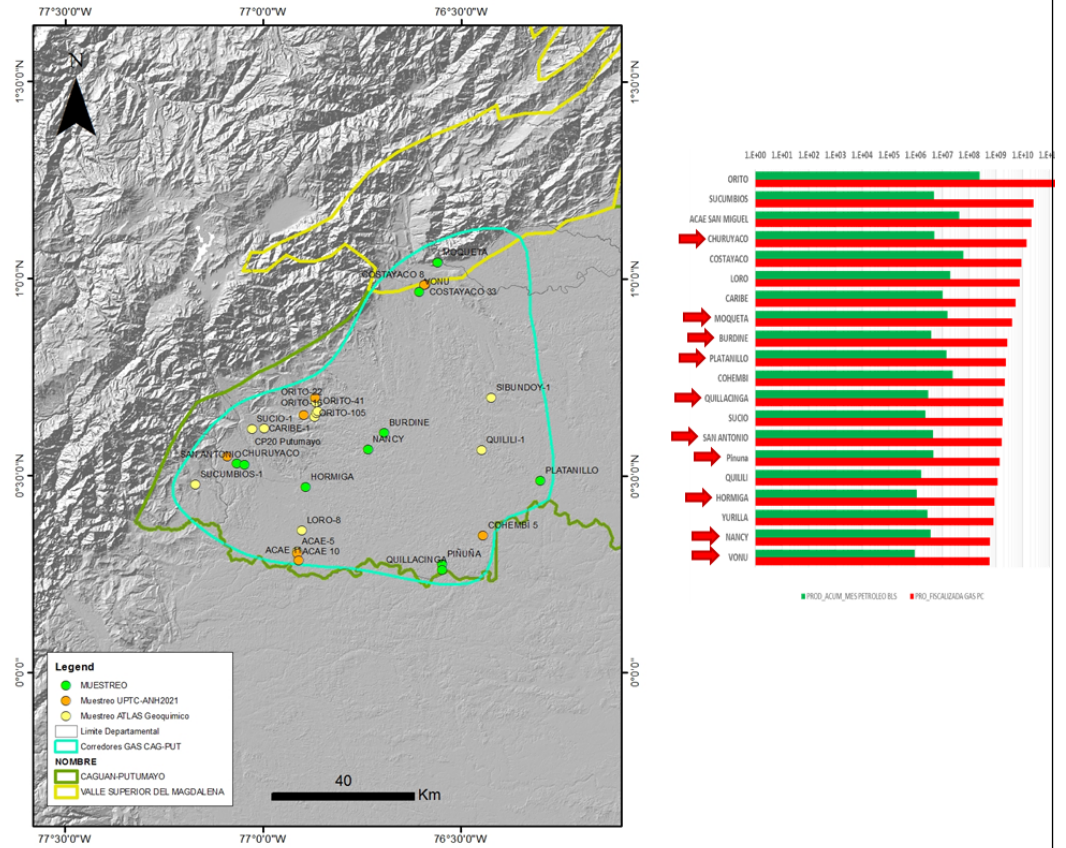 77°30'0"W
77°0'0"W
76°30'0"W
1°30'0"N
1°30'0"N
N
MOQUETA
COSTAYACO 8
VONU
COSTAYACO 33
1°0'0"N
1°0'0"N
ORITO-22
ORITO-41
ORITO-16
ORITO-105
SIBUNDOY-1
SUCIO-1
CARIBE-1
BURDINE
CP20 Putumayo
NANCY
QUILILI-1
SAN ANTONIO
CHURUYACO
SUCUMBIOS-1
HORMIGA
PLATANILLO
0°30'0"N
0°30'0"N
LORO-8
COHEMBI 5
ACAE-5
ACAE 11
ACAE 10
PIÑUÑA
QUILLACINGA
0°0'0"
0°0'0"
Legend
MUESTREO
Muestreo UPTC-ANH2021
Muestreo ATLAS Geoquimico
Limite Departamental
Corredores GAS CAG-PUT
NOMBRE
CAGUAN-PUTUMAYO
VALLE SUPERIOR DEL MAGDALENA
40
Km
77°30'0"W
77°0'0"W
76°30'0"W
1.E+00 1.E+01 1.E+02 1.E+03 1.E+04 1.E+05 1.E+06 1.E+07 1.E+08 1.E+09 1.E+10 1.E+1
ORITO
SUCUMBIOS
ACAE SAN MIGUEL
CHURUYACO
COSTAYACO
LORO
CARIBE
MOQUETA
BURDINE
PLATANILLO
COHEMBI
QUILLACINGA
SUCIO
SAN ANTONIO
Pinuna
QUILILI
HORMIGA
YURILLA
NANCY
VONU
PROD_ACUM_MES PETROLEO BLS
PRO_FISCALIZADA GAS PC